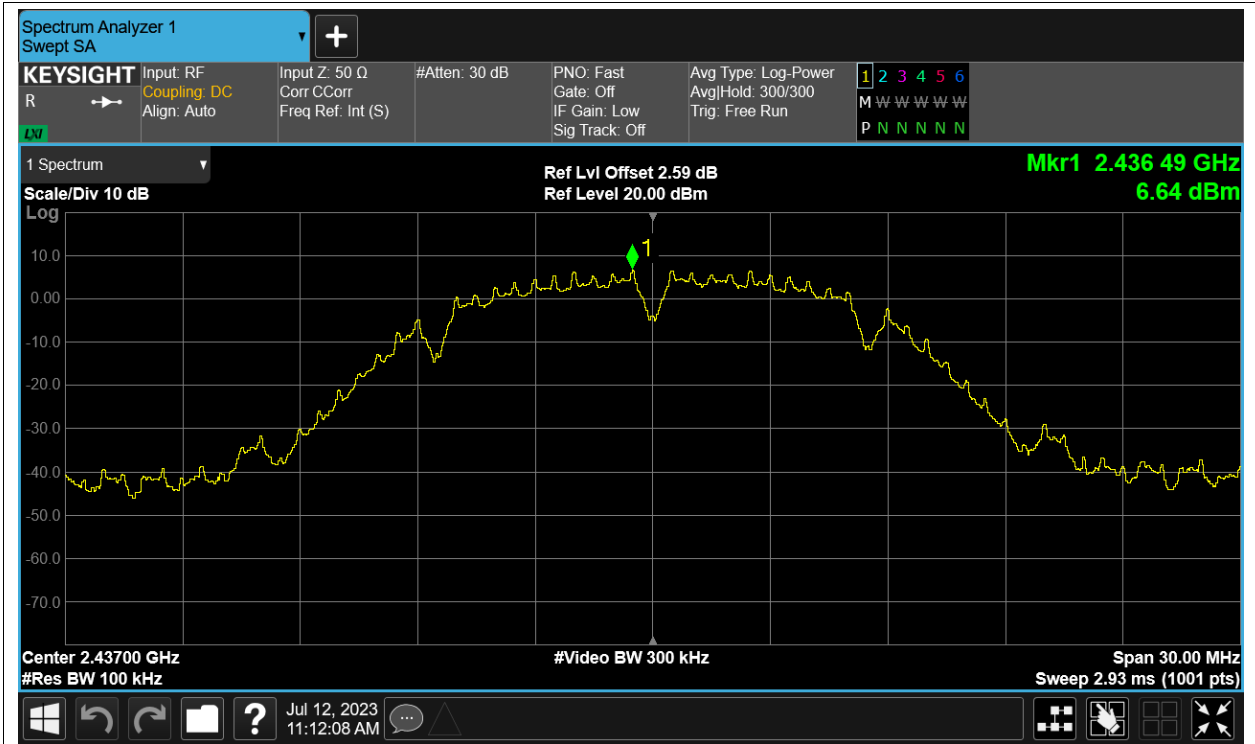 Spectrum Analyzer 1
Swept SA
KEYSIGHT
R
LXI
Input: RF
Coupling: DC
Align: Auto
Input Z: 50 Ω
Corr CCorr
Freq Ref: Int (S)
#Atten: 30 dB
PNO: Fast
Gate: Off
IF Gain: Low
Sig Track: Off
Avg Type: Log-Power
Avg|Hold: 300/300
Trig: Free Run
1 2 3 4 5 6
M W W W W W
P N N N N N
1 Spectrum
Scale/Div 10 dB
Ref Lvl Offset 2.59 dB
Ref Level 20.00 dBm
Mkr1 2.436 49 GHz
6.64 dBm
Log
10.0
0.00
-10.0
-20.0
-30.0
-40.0
-50.0
-60.0
-70.0
1
Center 2.43700 GHz
#Res BW 100 kHz
#Video BW 300 kHz
Span 30.00 MHz
Sweep 2.93 ms (1001 pts)
?
Jul 12, 2023
11:12:08 AM